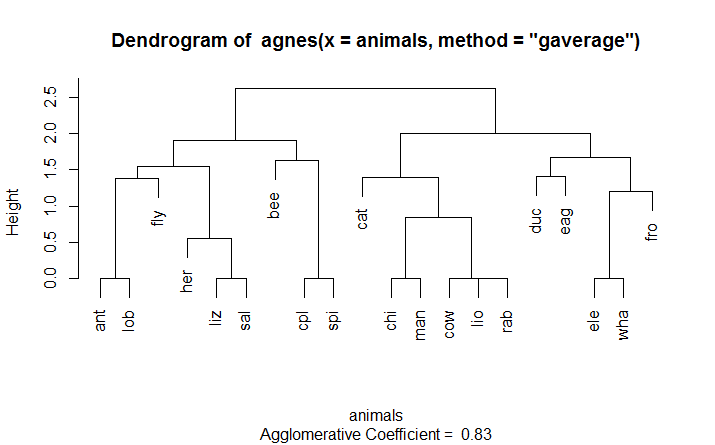 Dendrogram of agnes(x = animals, method = "gaverage")
Height
2.5
2.0
1.5
1.0
0.5
0.0
ant
lob
fly
her
liz
sal
bee
cpl
spi
cat
chi
man
cow
lio
rab
duc
eag
ele
wha
fro
animals
Agglomerative Coefficient = 0.83